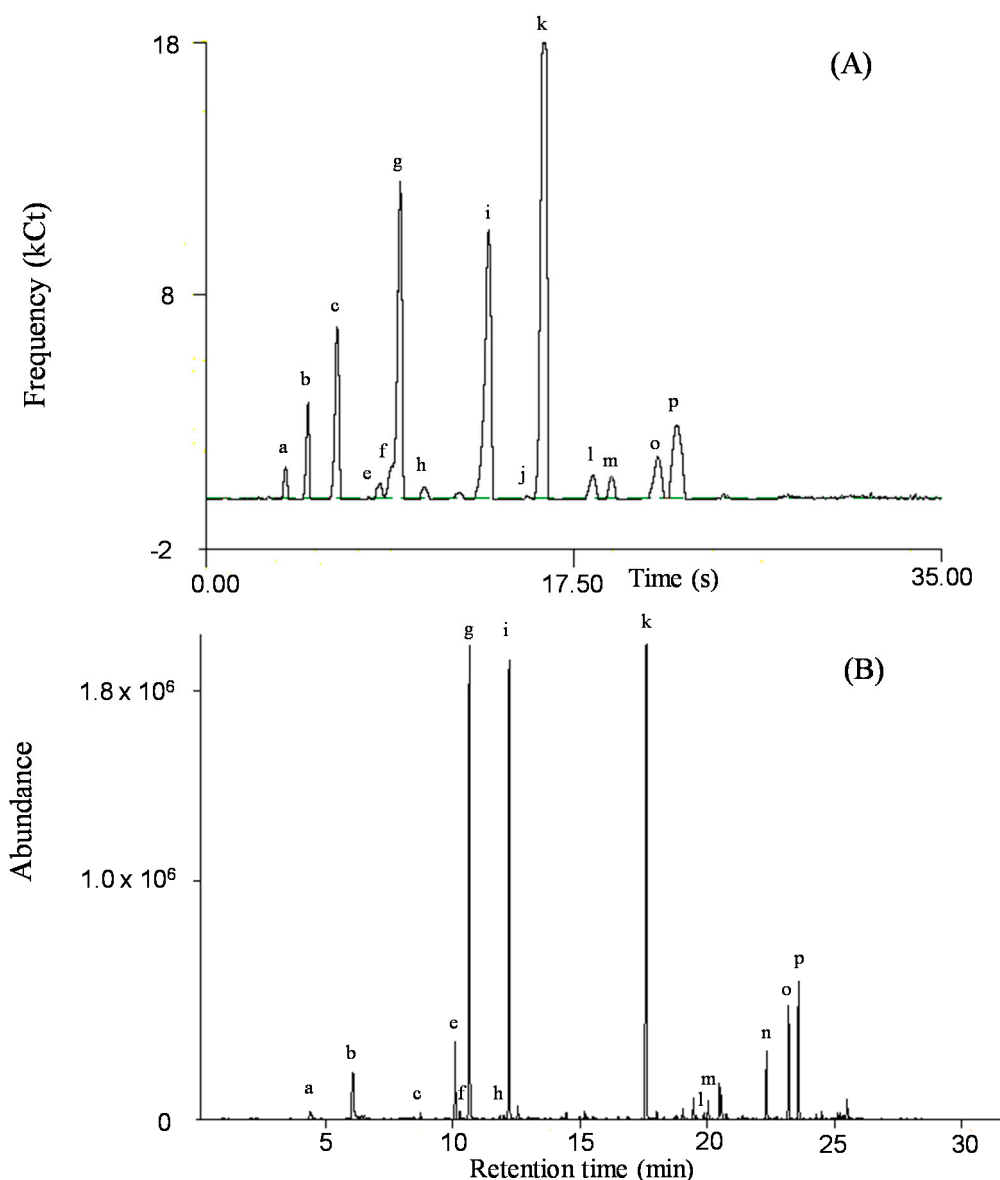 k
18
(A)
g
i
Frequency (kCt)
8
c
b
p
a
f
l
o
e
h
m
j
-2
0.00
17.50
Time (s)
35.00
k
g
i
(B)
1.8 x 10⁶
Abundance
1.0 x 10⁶
p
o
e
n
b
m
a
c
f
h
l
0
5
10
15
20
25
30
Retention time (min)